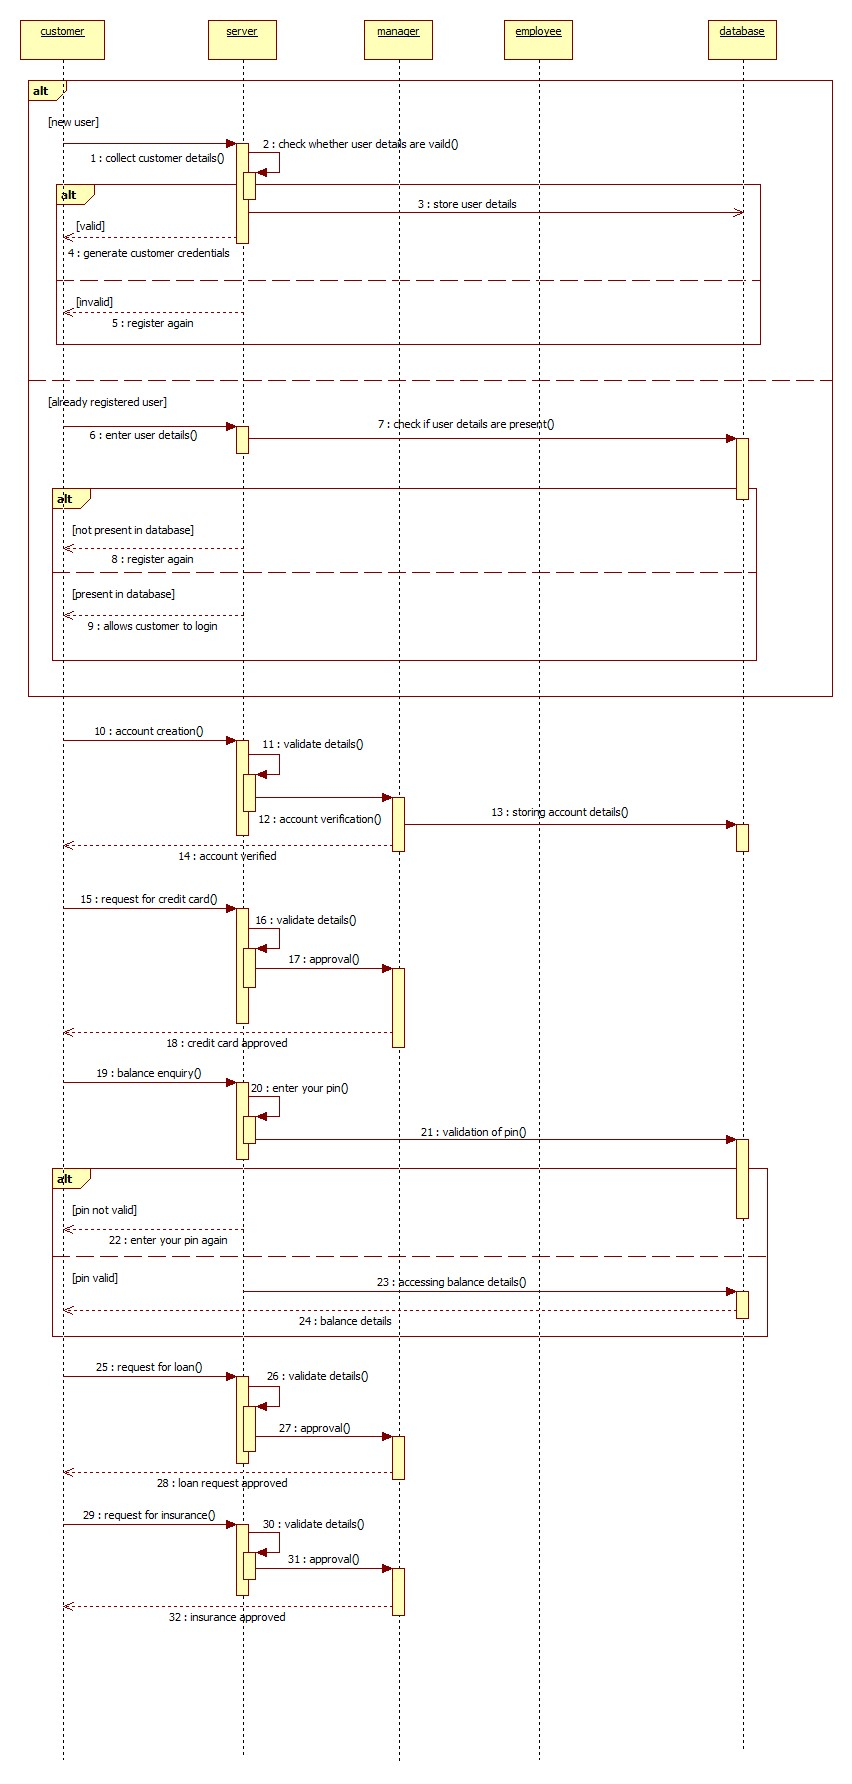 customer
server
manager
employee
database
alt
[new user]
2 : check whether user details are vaild()
1 : collect customer details()
alt
3 : store user details
[valid]
4 : generate customer credentials
[invalid]
5 : register again
[already registered user]
7 : check if user details are present()
6 : enter user details()
alt
[not present in database]
8 : register again
[present in database]
9 : allows customer to login
10 : account creation()
11 : validate details()
13 : storing account details()
12 : account verification()
14 : account verified
15 : request for credit card()
16 : validate details()
17 : approval()
18 : credit card approved
19 : balance enquiry()
20 : enter your pin()
21 : validation of pin()
alt
[pin not valid]
22 : enter your pin again
[pin valid]
23 : accessing balance details()
24 : balance details
25 : request for loan()
26 : validate details()
27 : approval()
28 : loan request approved
29 : request for insurance()
30 : validate details()
31 : approval()
32 : insurance approved